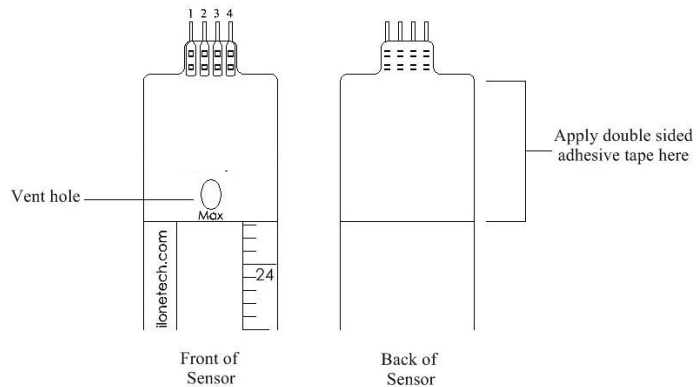 1 2 3 4
Vent hole
Max
ilonetech.com
24
Apply double sided
adhesive tape here
Front of
Sensor
Back of
Sensor